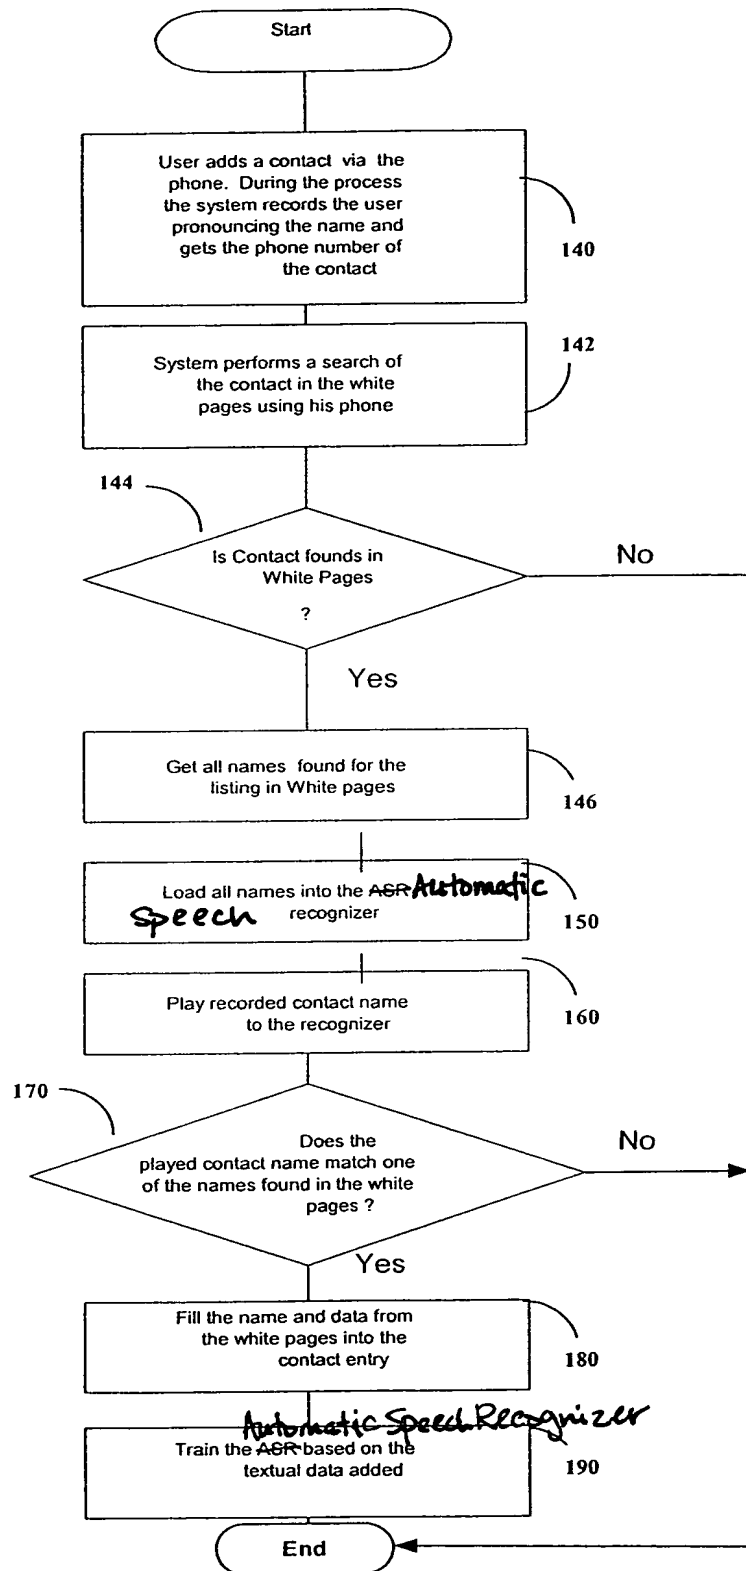 Start
User adds a contact via the
phone. During the process
the system records the user
pronouncing the name and
gets the phone number of
the contact
140
142
System performs a search of
the contact in the white
pages using his phone
144
Is Contact founds in
White Pages
?
No
Yes
Get all names found for the
listing in White pages
146
Load all names into the ASR Automatic
Speech recognizer
150
Play recorded contact name
to the recognizer
160
170
Does the
played contact name match one
of the names found in the white
pages ?
No
Yes
Fill the name and data from
the white pages into the
contact entry
180
Automatic Speech Recognizer
Train the ASR based on the
textual data added
190
End